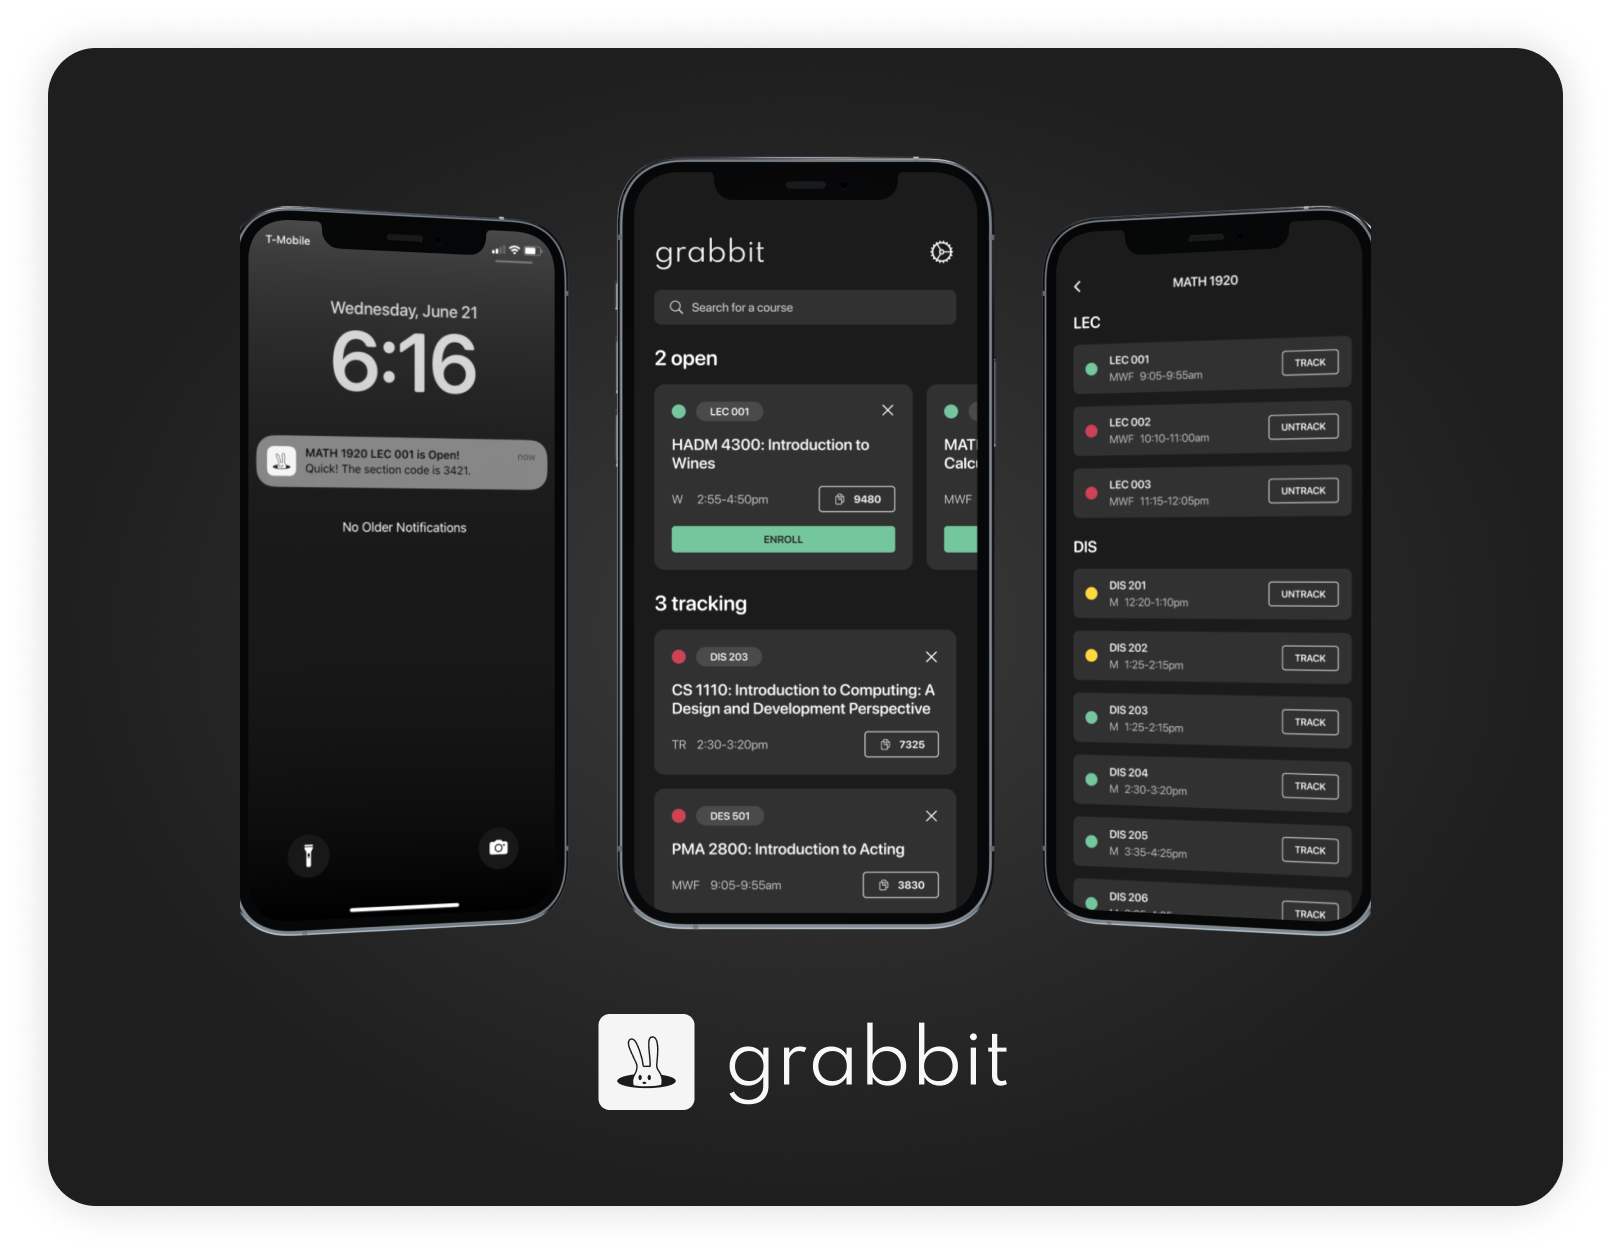 T-Mobile
Wednesday, June 21
6:16
MATH 1920 LEC 001 is Open!
now
Quick! The section code is 3421.
No Older Notifications
grabbit
Search for a course
2 open
LEC 001
HADM 4300: Introduction to
Wines
W 2:55-4:50pm
9480
ENROLL
MWF
3 tracking
DIS 203
CS 1110: Introduction to Computing: A
Design and Development Perspective
TR 2:30-3:20pm
7325
DES 501
PMA 2800: Introduction to Acting
MWF 9:05-9:55am
3830
MATH 1920
LEC
LEC 001
MWF 9:05-9:55am
TRACK
LEC 002
MWF 10:10-11:00am
UNTRACK
LEC 003
MWF 11:15-12:05pm
UNTRACK
DIS
DIS 201
M 12:20-1:10pm
UNTRACK
DIS 202
M 1:25-2:15pm
TRACK
DIS 203
M 1:25-2:15pm
TRACK
DIS 204
M 2:30-3:20pm
TRACK
DIS 205
M 3:35-4:25pm
TRACK
DIS 206
TRACK
grabbit